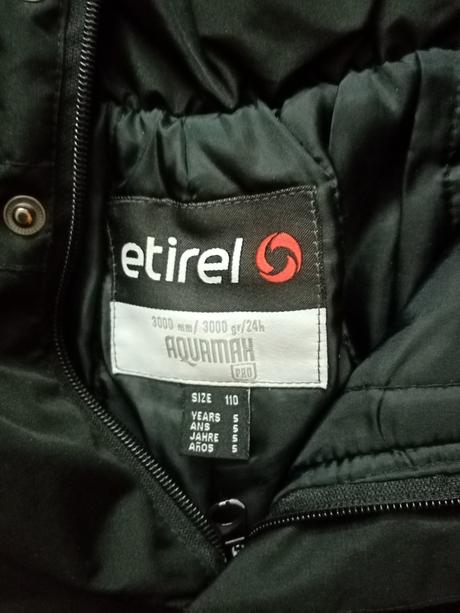 etirel
3000 mm/ 3000 gr/24h
AQUAMAX
PRO
SIZE 110
YEARS 5
ANS 5
JAHRE 5
AÑOS 5